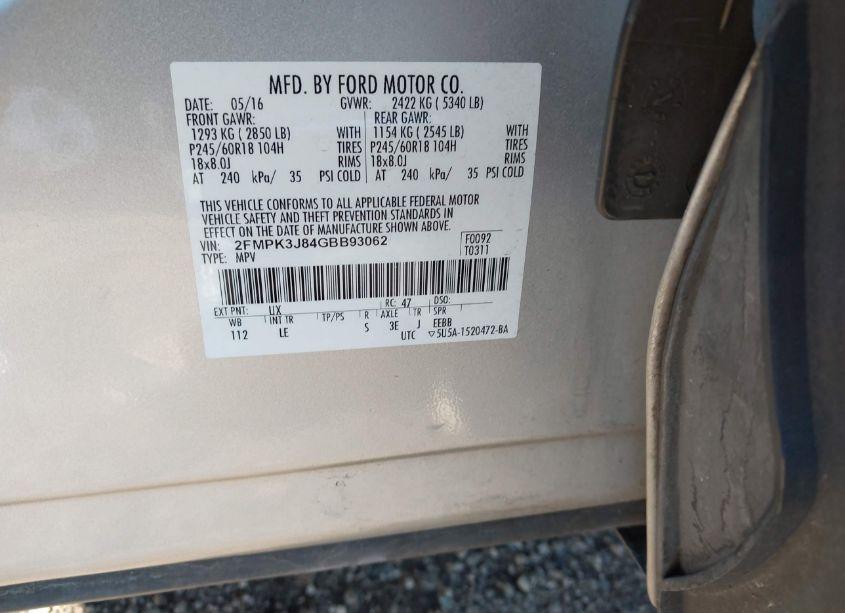 MFD. BY FORD MOTOR CO.
DATE: 05/16 GVWR: 2422 KG ( 5340 LB)
FRONT GAWR: REAR GAWR:
1293 KG ( 2850 LB) WITH 1154 KG ( 2545 LB) WITH
P245/60R18 104H TIRES P245/60R18 104H TIRES
18x8.0J RIMS 18x8.0J RIMS
AT 240 kPa/ 35 PSI COLD AT 240 kPa/ 35 PSI COLD
THIS VEHICLE CONFORMS TO ALL APPLICABLE FEDERAL MOTOR
VEHICLE SAFETY AND THEFT PREVENTION STANDARDS IN
EFFECT ON THE DATE OF MANUFACTURE SHOWN ABOVE.
VIN: 2FMPK3J84GBB93062 F0092
TYPE: MPV T0311
EXT PNT: UX RC: 47 DSO:
WB INT TR TP/PS R AXLE TR SPR
112 LE S 3E J EEBB
UTC ▽5U5A-1520472-BA